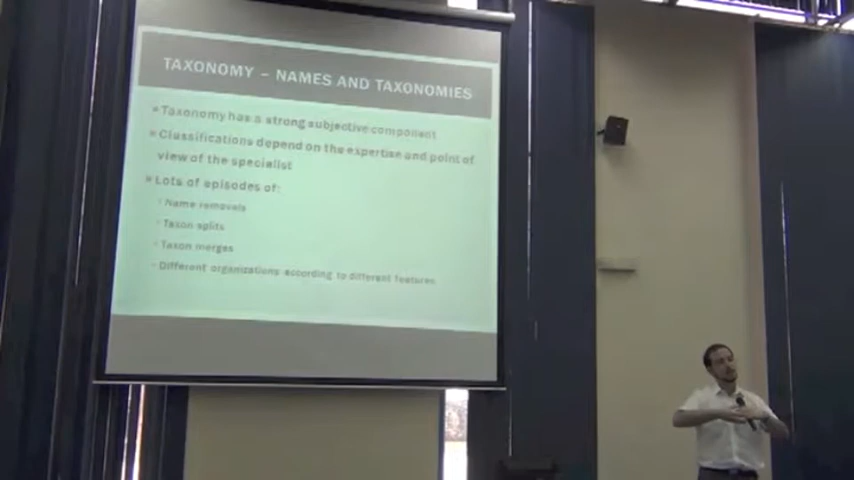 TAXONOMY – NAMES AND TAXONOMIES
Taxonomy has a strong subjective component
Classifications depend on the expertise and point of
view of the specialist
Lots of episodes of:
Name removals
Taxon splits
Taxon merges
Different organizations according to different features